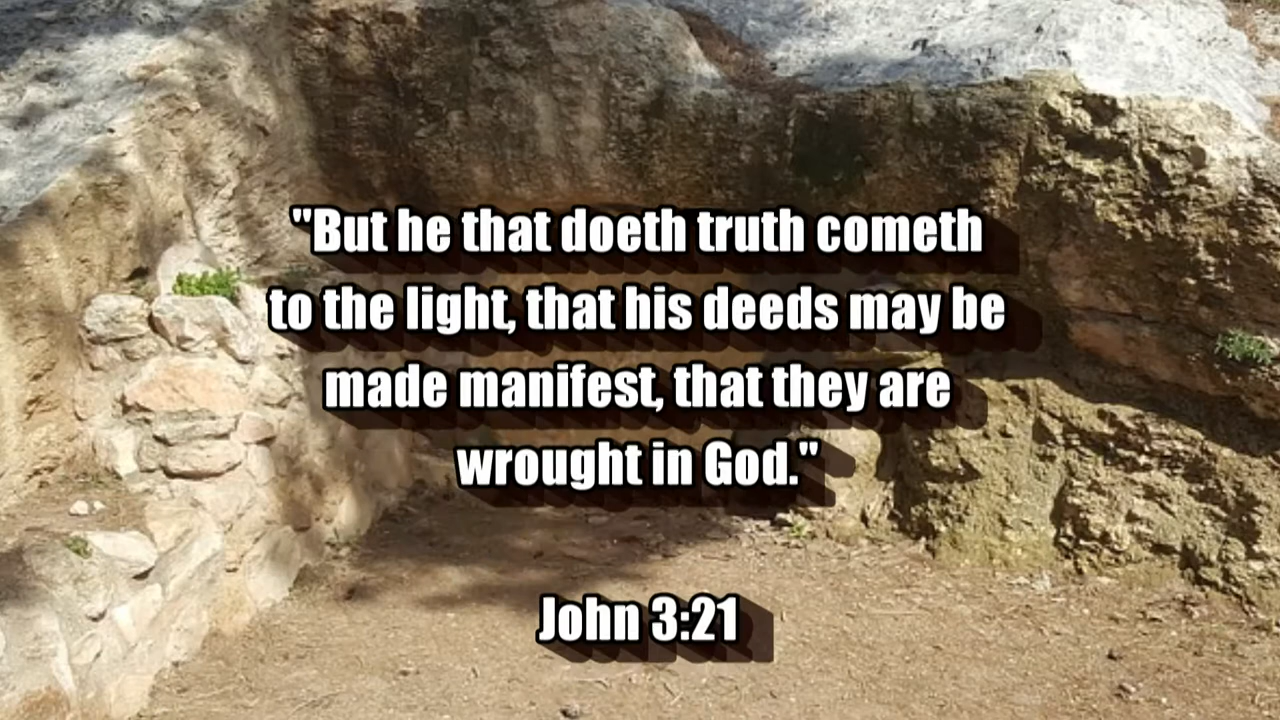 "But he that doeth truth cometh
to the light, that his deeds may be
made manifest, that they are
wrought in God."
John 3:21